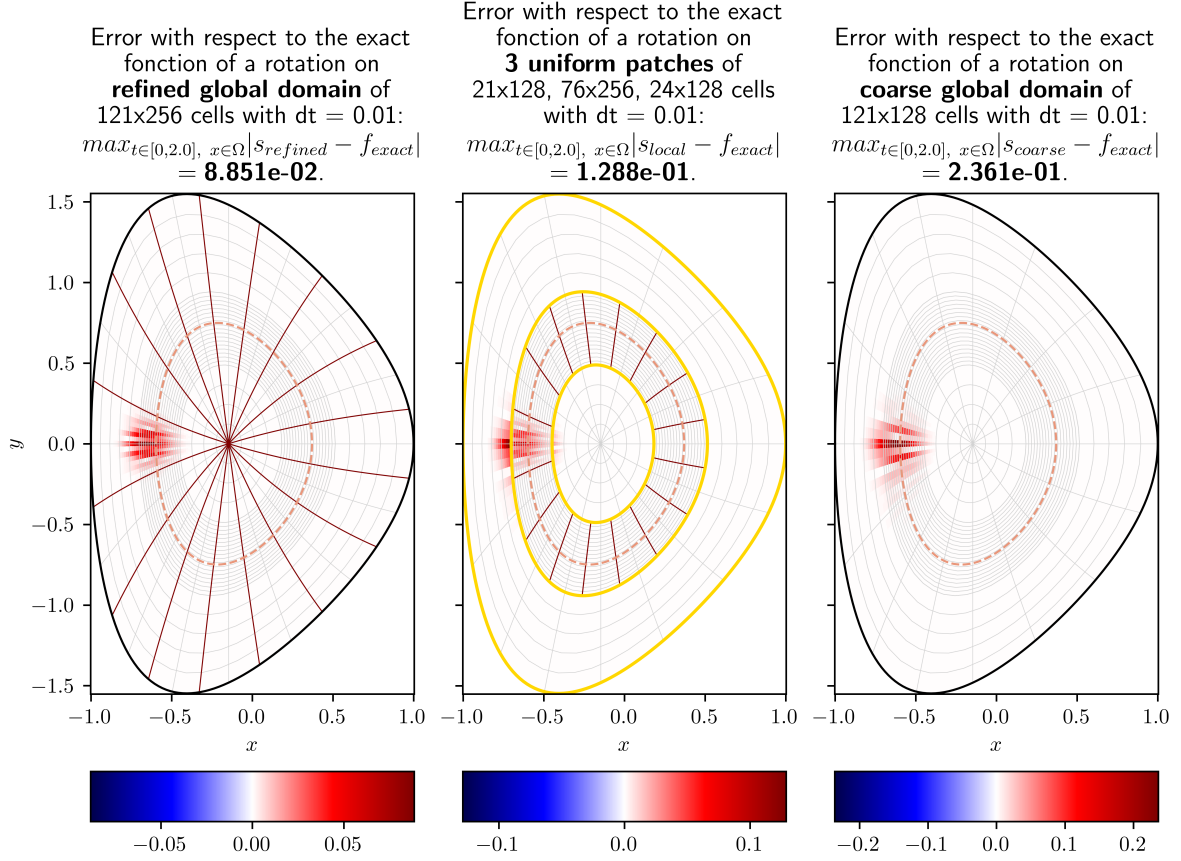 Error with respect to the exact
fonction of a rotation on
refined global domain of
121x256 cells with dt = 0.01:
max_{t∈[0,2.0], x∈Ω}|s_{refined} − f_{exact}|
= 8.851e-02.
Error with respect to the exact
fonction of a rotation on
3 uniform patches of
21x128, 76x256, 24x128 cells
with dt = 0.01:
max_{t∈[0,2.0], x∈Ω}|s_{local} − f_{exact}|
= 1.288e-01.
Error with respect to the exact
fonction of a rotation on
coarse global domain of
121x128 cells with dt = 0.01:
max_{t∈[0,2.0], x∈Ω}|s_{coarse} − f_{exact}|
= 2.361e-01.
1.5
1.0
0.5
0.0
−0.5
−1.0
−1.5
y
−1.0 −0.5 0.0 0.5 1.0
x
−1.0 −0.5 0.0 0.5 1.0
x
−1.0 −0.5 0.0 0.5 1.0
x
−0.05 0.00 0.05
−0.1 0.0 0.1
−0.2 −0.1 0.0 0.1 0.2